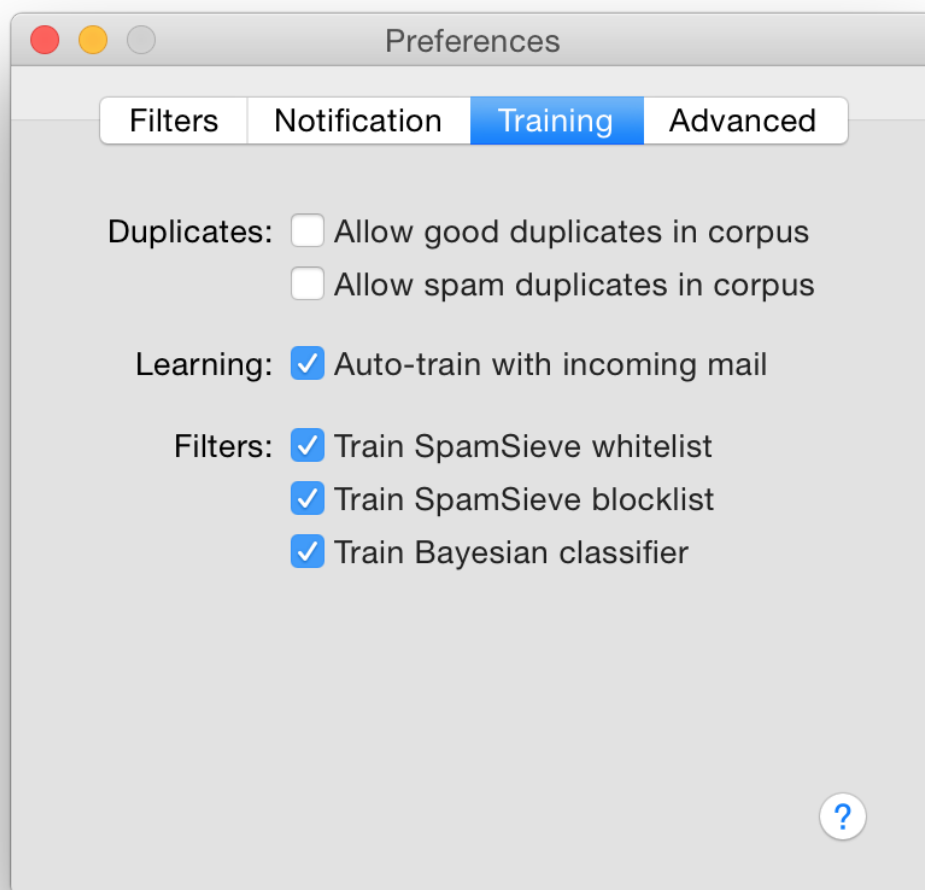 Preferences
Filters Notification Training Advanced
Duplicates: Allow good duplicates in corpus
Allow spam duplicates in corpus
Learning: Auto-train with incoming mail
Filters: Train SpamSieve whitelist
Train SpamSieve blocklist
Train Bayesian classifier
?